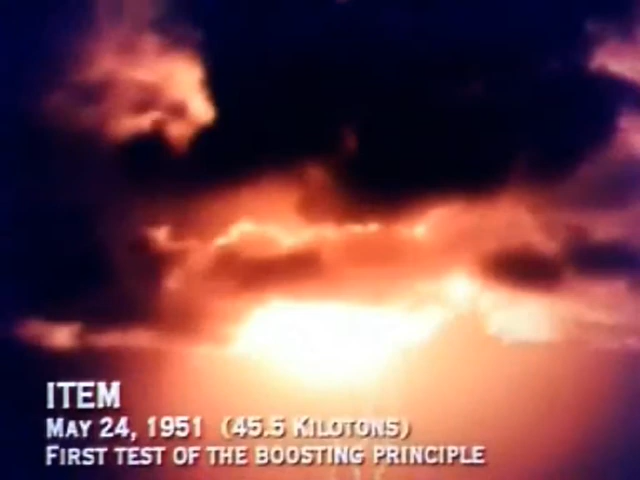 ITEM
MAY 24, 1951 (45.5 KILOTONS)
FIRST TEST OF THE BOOSTING PRINCIPLE